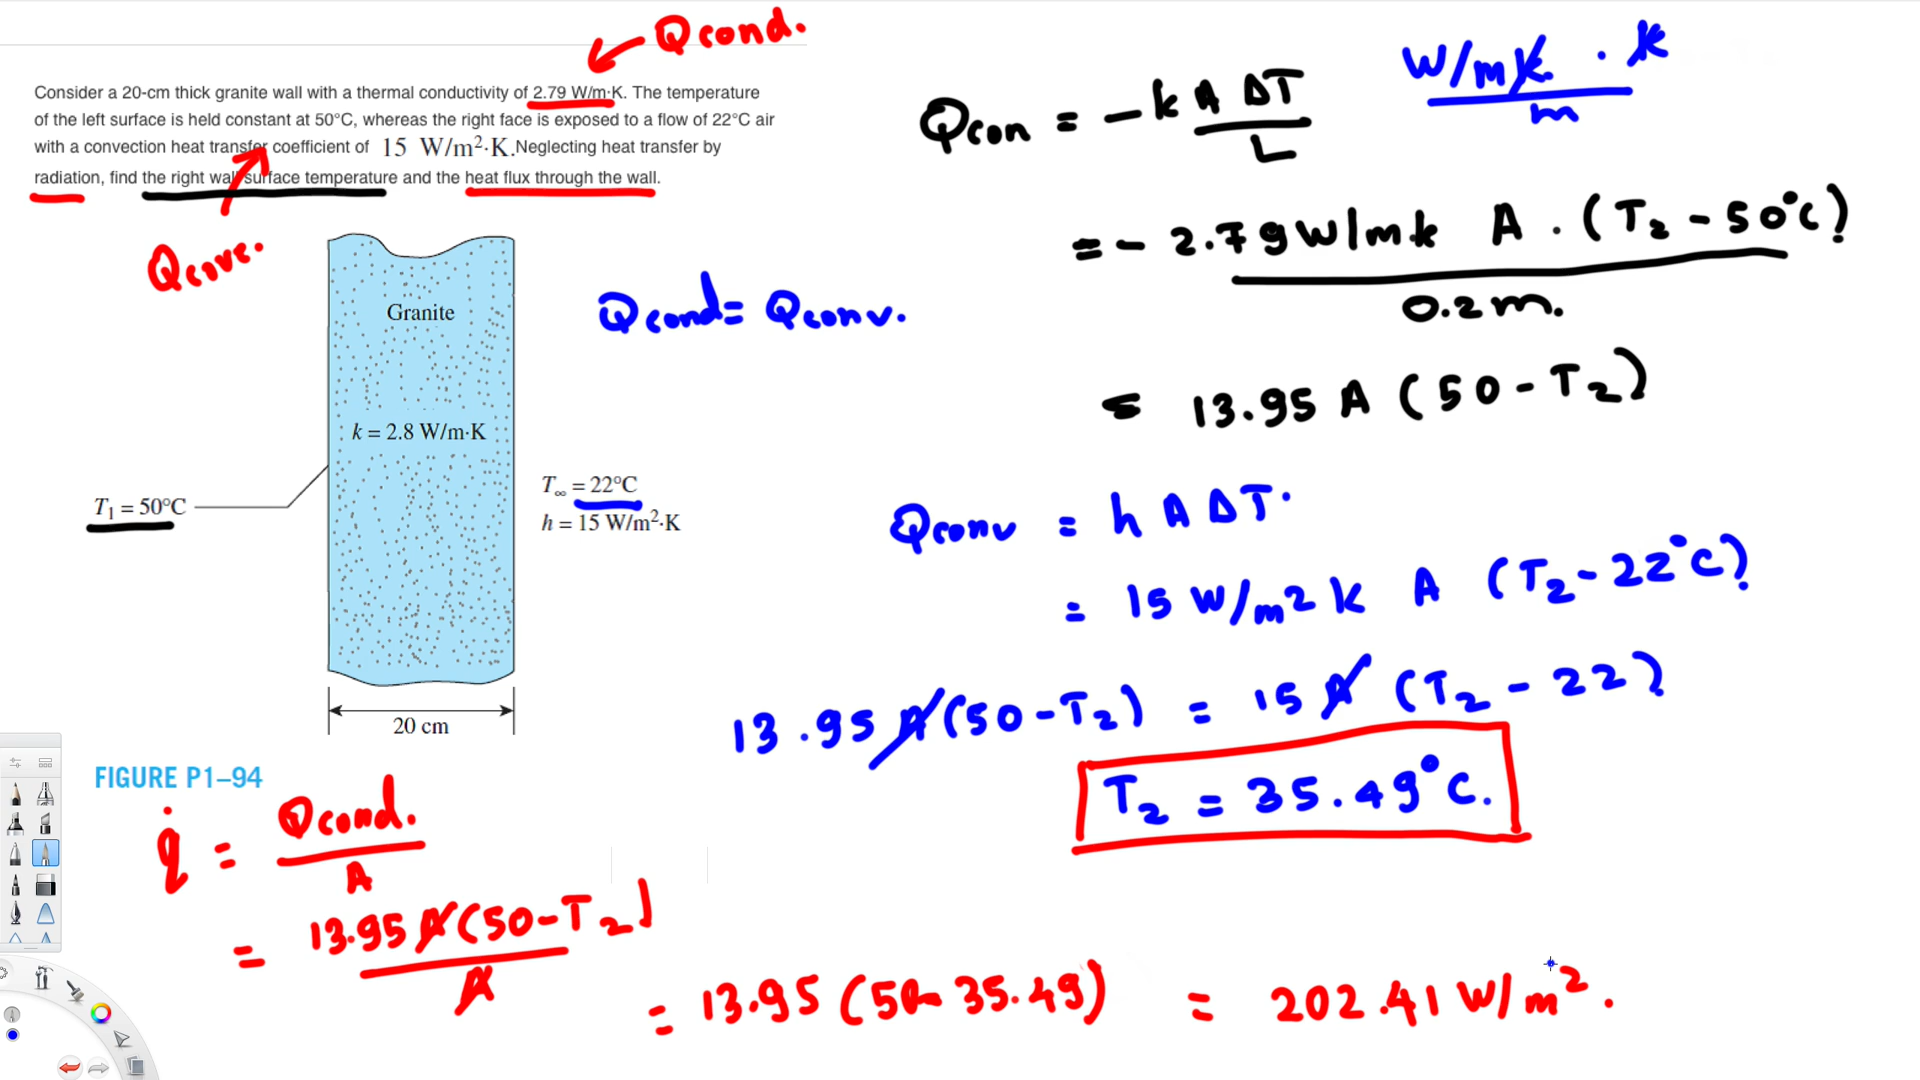 Qcond.
Consider a 20-cm thick granite wall with a thermal conductivity of 2.79 W/m·K. The temperature
of the left surface is held constant at 50°C, whereas the right face is exposed to a flow of 22°C air
with a convection heat transfer coefficient of 15 W/m²·K.Neglecting heat transfer by
radiation, find the right wall surface temperature and the heat flux through the wall.
Qcove.
Granite
k = 2.8 W/m·K
T₁ = 50°C
T∞ = 22°C
h = 15 W/m²·K
20 cm
FIGURE P1–94
Qcond = Qconv.
Qcon = -k A ΔT
L
W/mk . k
m
= - 2.79 W/mk A . (T2 - 50°C)
0.2 m.
= 13.95 A (50-T2)
Qconv = h A ΔT.
= 15 W/m2 k A (T2-22°C)
13.95 A (50-T2) = 15 A (T2 - 22)
T2 = 35.49°C.
q̇ = Qcond.
A
= 13.95 A (50-T2)
A
= 13.95 (50-35.49) = 202.41 W/m².